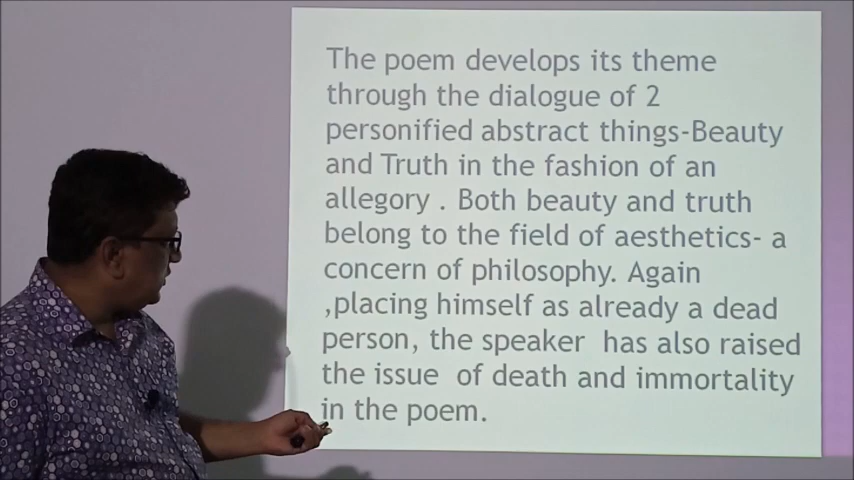 The poem develops its theme
through the dialogue of 2
personified abstract things-Beauty
and Truth in the fashion of an
allegory . Both beauty and truth
belong to the field of aesthetics- a
concern of philosophy. Again
,placing himself as already a dead
person, the speaker has also raised
the issue of death and immortality
in the poem.